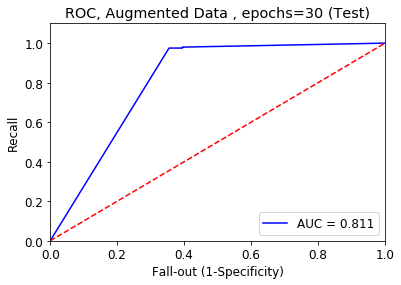 ROC, Augmented Data , epochs=30 (Test)
1.0
0.8
0.6
0.4
0.2
0.0
Recall
AUC = 0.811
0.0 0.2 0.4 0.6 0.8 1.0
Fall-out (1-Specificity)